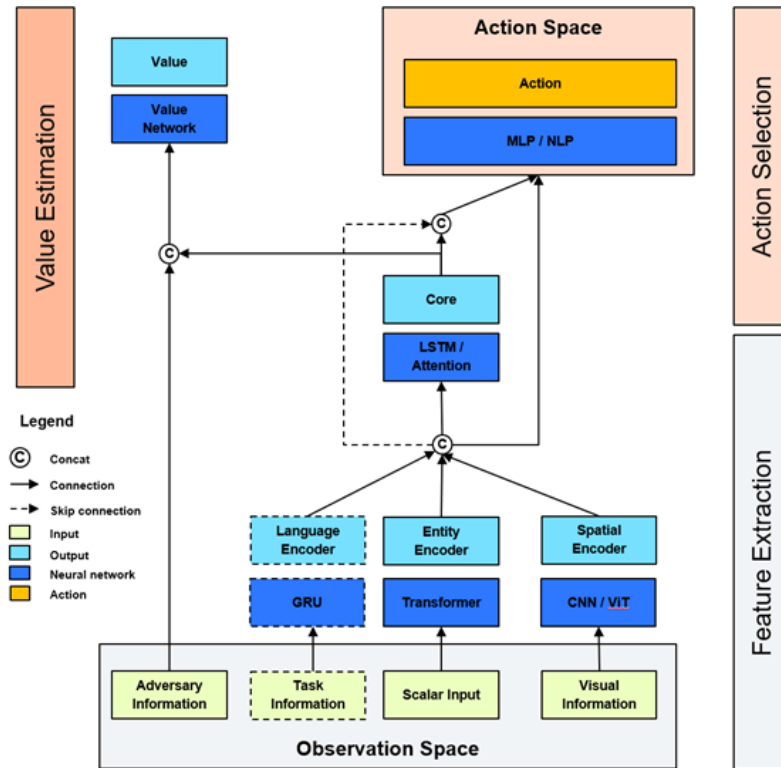 Value Estimation
Value
Value
Network
Action Space
Action
MLP / NLP
Action Selection
C
C
Core
LSTM /
Attention
C
Legend
C
Concat
Connection
Skip connection
Input
Output
Neural network
Action
Language
Encoder
Entity
Encoder
Spatial
Encoder
GRU
Transformer
CNN / ViT
Feature Extraction
Adversary
Information
Task
Information
Scalar Input
Visual
Information
Observation Space